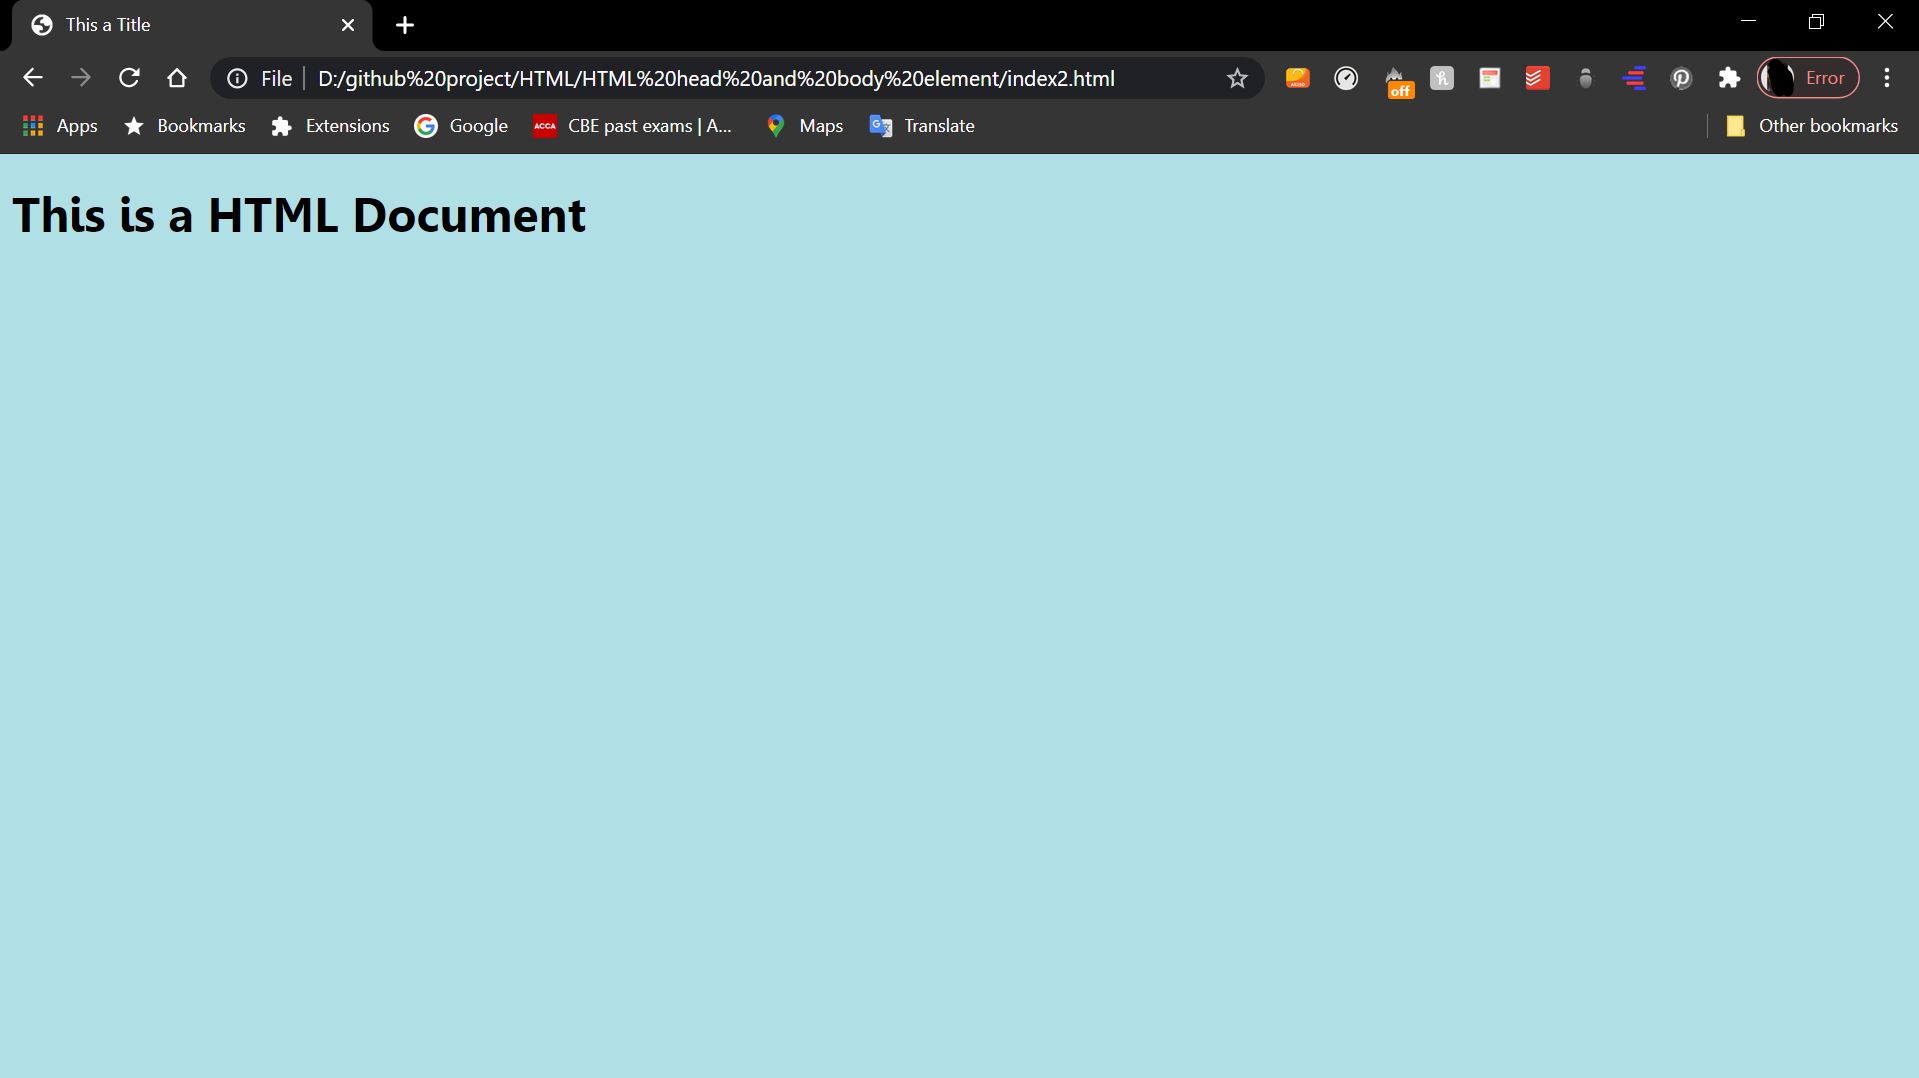 This a Title
File D:/github%20project/HTML/HTML%20head%20and%20body%20element/index2.html off Error
Apps Bookmarks Extensions Google ACCA CBE past exams | A... Maps Translate Other bookmarks
This is a HTML Document